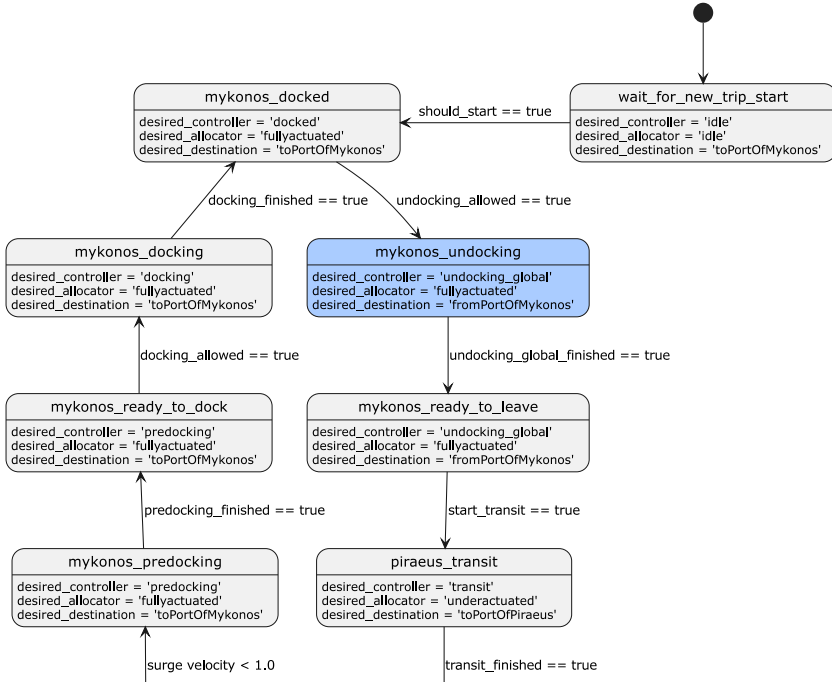 mykonos_docked
desired_controller = 'docked'
desired_allocator = 'fullyactuated'
desired_destination = 'toPortOfMykonos'
should_start == true
wait_for_new_trip_start
desired_controller = 'idle'
desired_allocator = 'idle'
desired_destination = 'toPortOfMykonos'
docking_finished == true
undocking_allowed == true
mykonos_docking
desired_controller = 'docking'
desired_allocator = 'fullyactuated'
desired_destination = 'toPortOfMykonos'
mykonos_undocking
desired_controller = 'undocking_global'
desired_allocator = 'fullyactuated'
desired_destination = 'fromPortOfMykonos'
docking_allowed == true
undocking_global_finished == true
mykonos_ready_to_dock
desired_controller = 'predocking'
desired_allocator = 'fullyactuated'
desired_destination = 'toPortOfMykonos'
mykonos_ready_to_leave
desired_controller = 'undocking_global'
desired_allocator = 'fullyactuated'
desired_destination = 'fromPortOfMykonos'
predocking_finished == true
start_transit == true
mykonos_predocking
desired_controller = 'predocking'
desired_allocator = 'fullyactuated'
desired_destination = 'toPortOfMykonos'
piraeus_transit
desired_controller = 'transit'
desired_allocator = 'underactuated'
desired_destination = 'toPortOfPiraeus'
surge velocity < 1.0
transit_finished == true